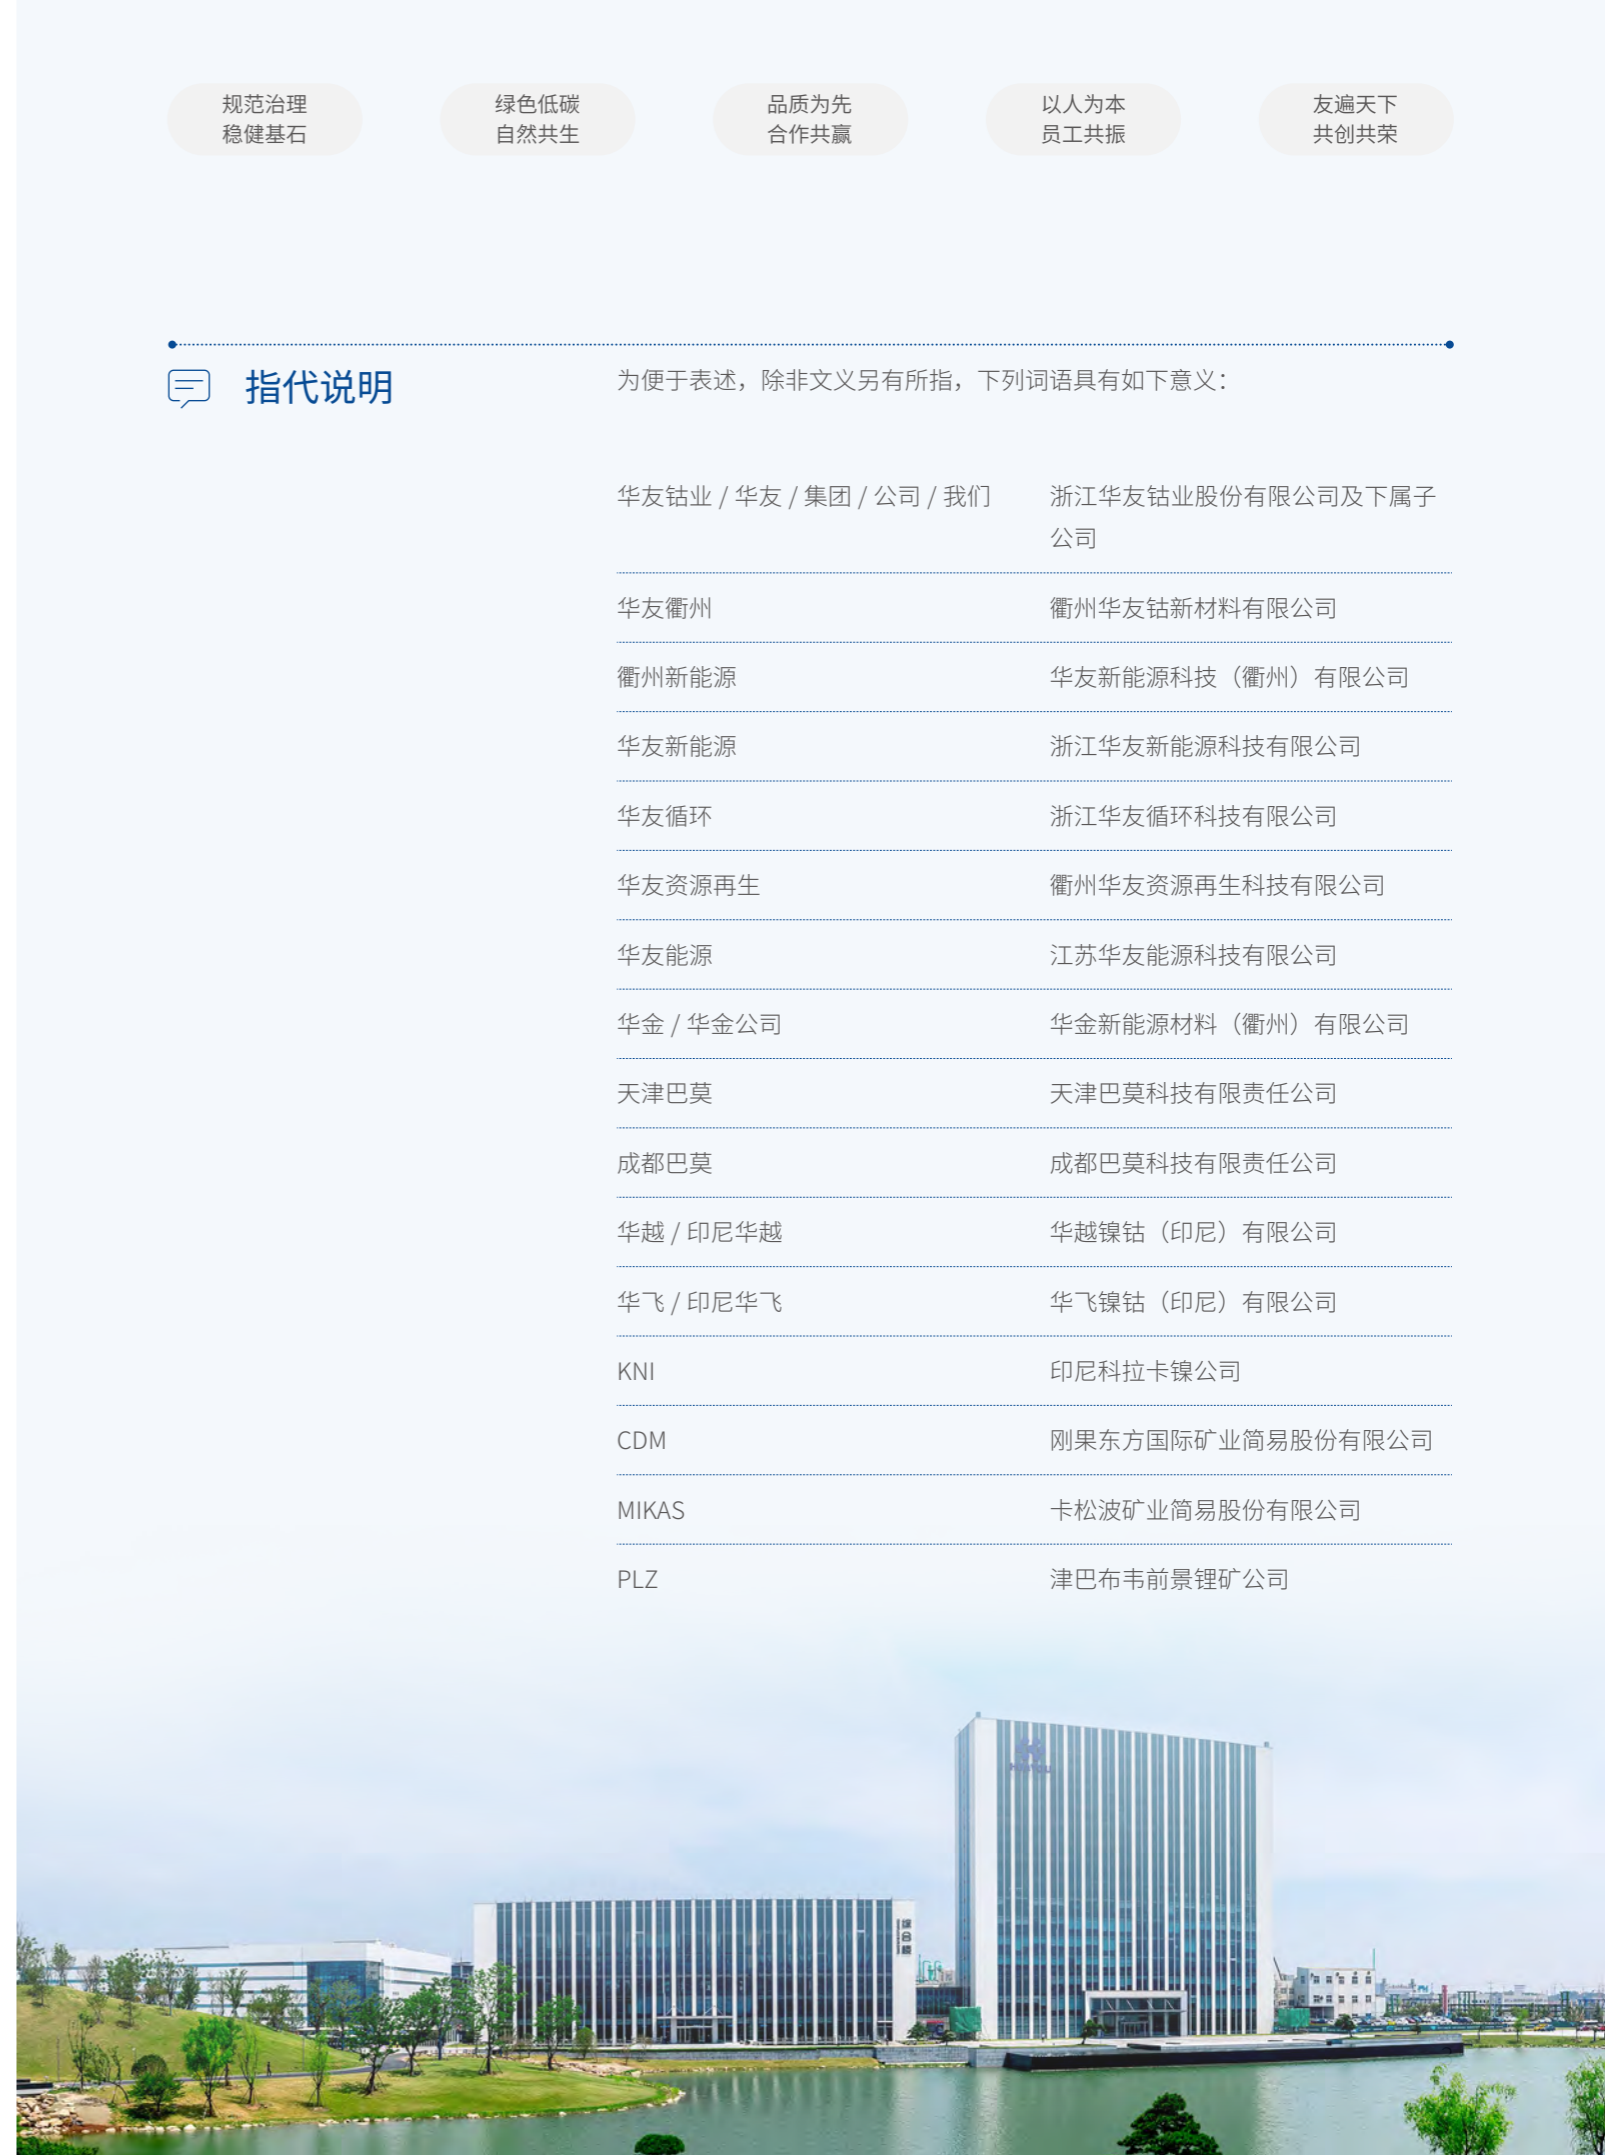 规范治理
稳健基石
绿色低碳
自然共生
品质为先
合作共赢
以人为本
员工共振
友遍天下
共创共荣
指代说明
为便于表述，除非文义另有所指，下列词语具有如下意义：
华友钴业 / 华友 / 集团 / 公司 / 我们
浙江华友钴业股份有限公司及下属子
公司
华友衢州
衢州华友钴新材料有限公司
衢州新能源
华友新能源科技（衢州）有限公司
华友新能源
浙江华友新能源科技有限公司
华友循环
浙江华友循环科技有限公司
华友资源再生
衢州华友资源再生科技有限公司
华友能源
江苏华友能源科技有限公司
华金 / 华金公司
华金新能源材料（衢州）有限公司
天津巴莫
天津巴莫科技有限责任公司
成都巴莫
成都巴莫科技有限责任公司
华越 / 印尼华越
华越镍钴（印尼）有限公司
华飞 / 印尼华飞
华飞镍钴（印尼）有限公司
KNI
印尼科拉卡镍公司
CDM
刚果东方国际矿业简易股份有限公司
MIKAS
卡松波矿业简易股份有限公司
PLZ
津巴布韦前景锂矿公司
HUAYOU
综合楼